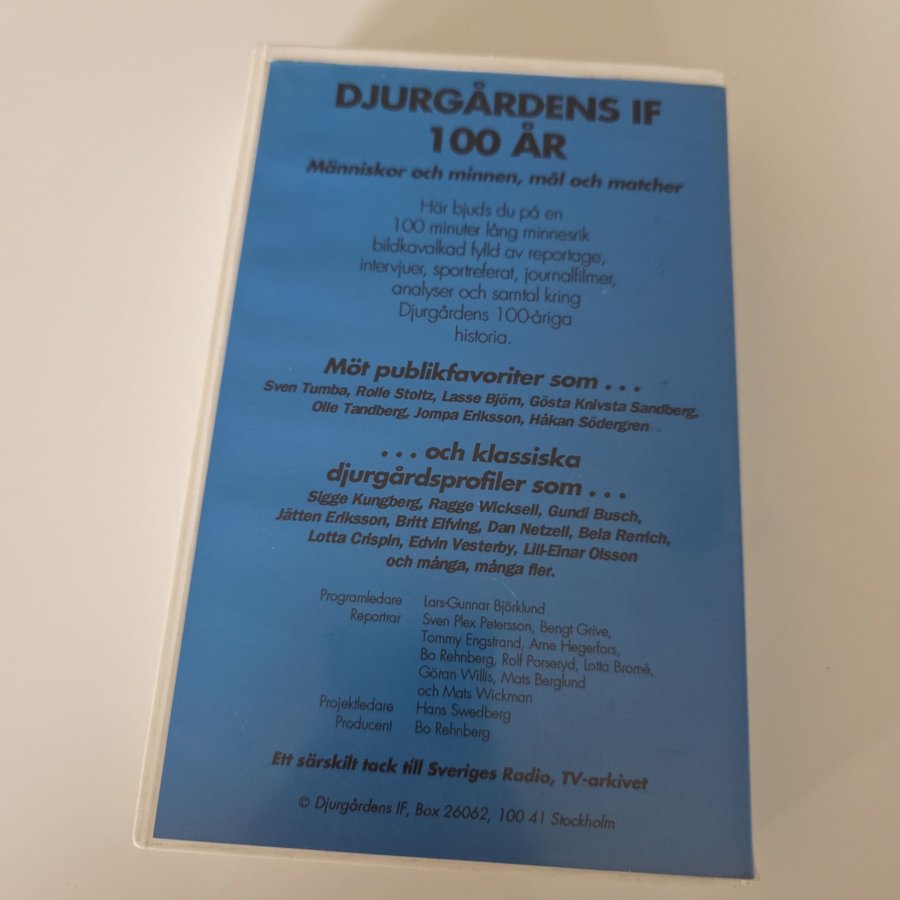 DJURGÅRDENS IF
100 ÅR
Människor och minnen, mål och matcher
Här bjuds du på en
100 minuter lång minnesrik
bildkavalkad fylld av reportage,
intervjuer, sportreferat, journalfilmer,
analyser och samtal kring
Djurgårdens 100-åriga
historia.
Möt publikfavoriter som . . .
Sven Tumba, Rolle Stoltz, Lasse Björn, Gösta Knivsta Sandberg,
Olle Tandberg, Jompa Eriksson, Håkan Södergren
. . . och klassiska
djurgårdsprofiler som . . .
Sigge Kungberg, Ragge Wicksell, Gundi Busch,
Jätten Eriksson, Britt Elfving, Dan Netzell, Bela Rerrich,
Lotta Crispin, Edvin Vesterby, Lill-Einar Olsson
och många, många fler.
Programledare Lars-Gunnar Björklund
Reportrar Sven Plex Petersson, Bengt Grive,
Tommy Engstrand, Arne Hegerfors,
Bo Rehnberg, Rolf Porseryd, Lotta Bromé,
Göran Willis, Mats Berglund
och Mats Wickman
Projektledare Hans Swedberg
Producent Bo Rehnberg
Ett särskilt tack till Sveriges Radio, TV-arkivet
© Djurgårdens IF, Box 26062, 100 41 Stockholm